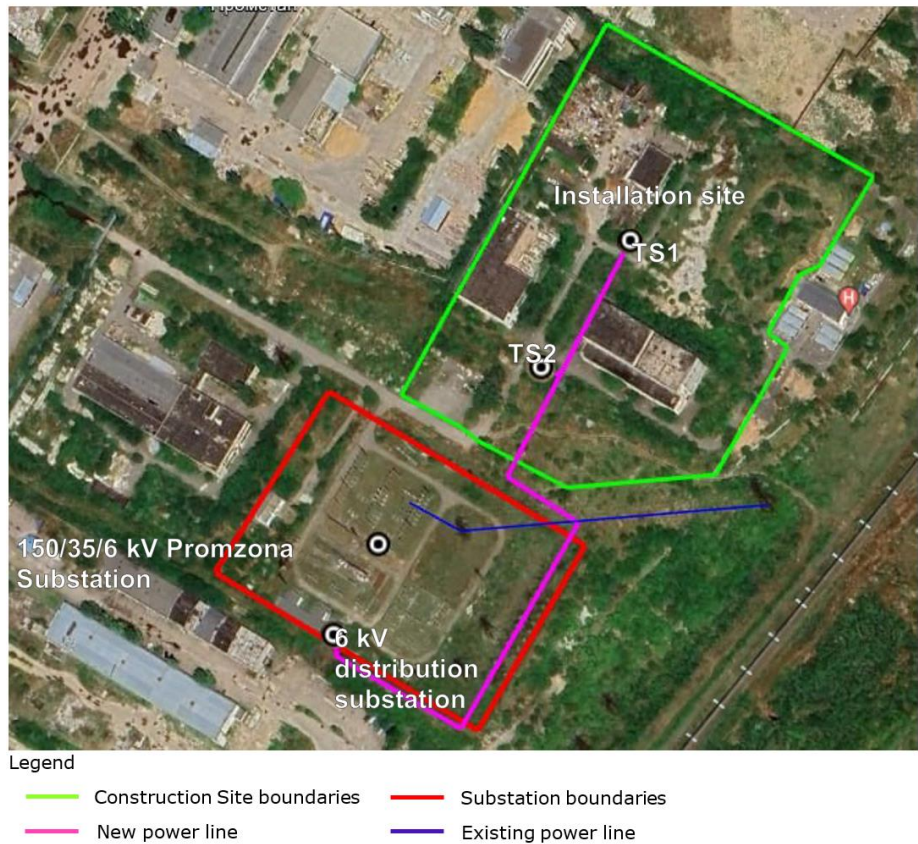 Installation site
TS1
TS2
150/35/6 kV Promzona
Substation
6 kV
distribution
substation
H
Legend
Construction Site boundaries
Substation boundaries
New power line
Existing power line